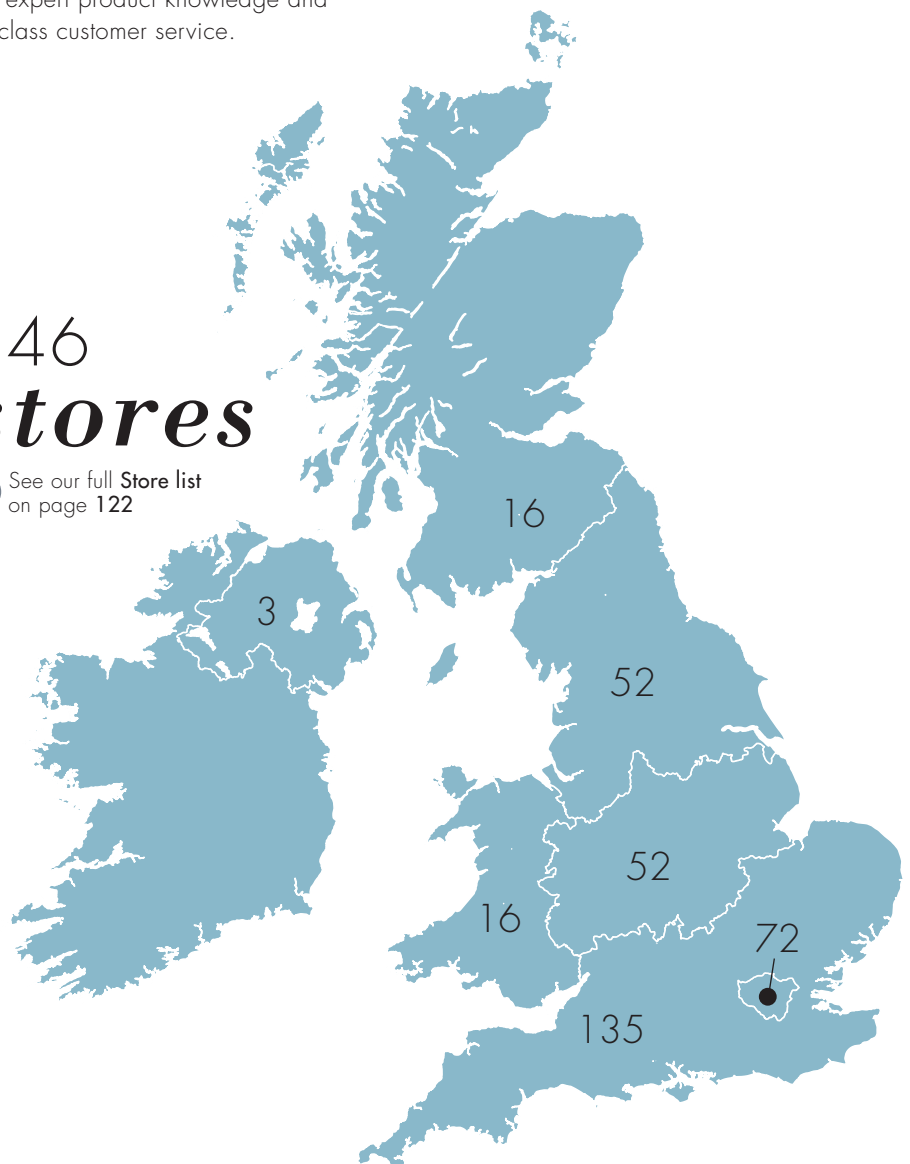 expert product knowledge and
class customer service.
46
tores
See our full Store list
on page 122
16
3
52
52
16
72
135